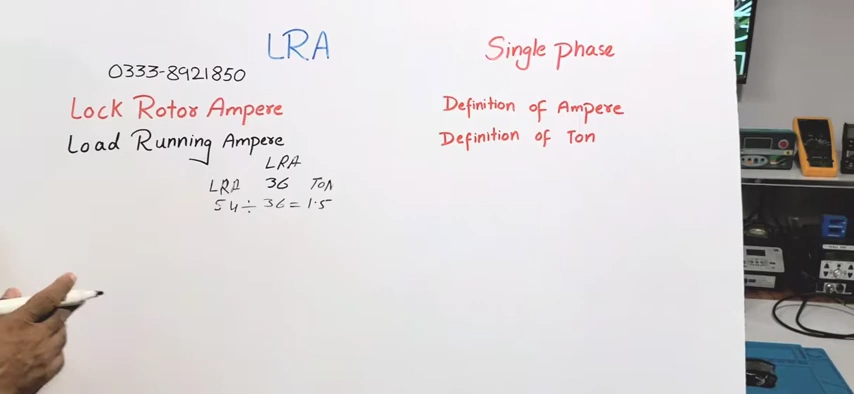 LRA
0333-8921850
Lock Rotor Ampere
Load Running Ampere
LRA
LRA 36 TON
54 ÷ 36 = 1.5
Single Phase
Definition of Ampere
Definition of Ton